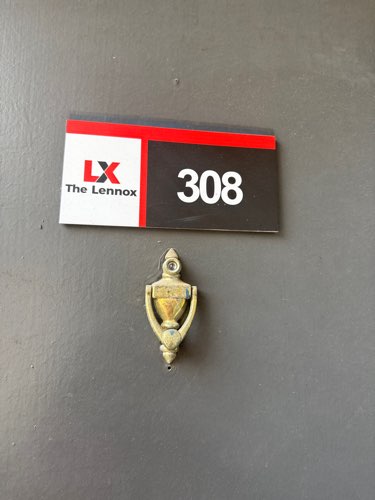 LX
The Lennox
308